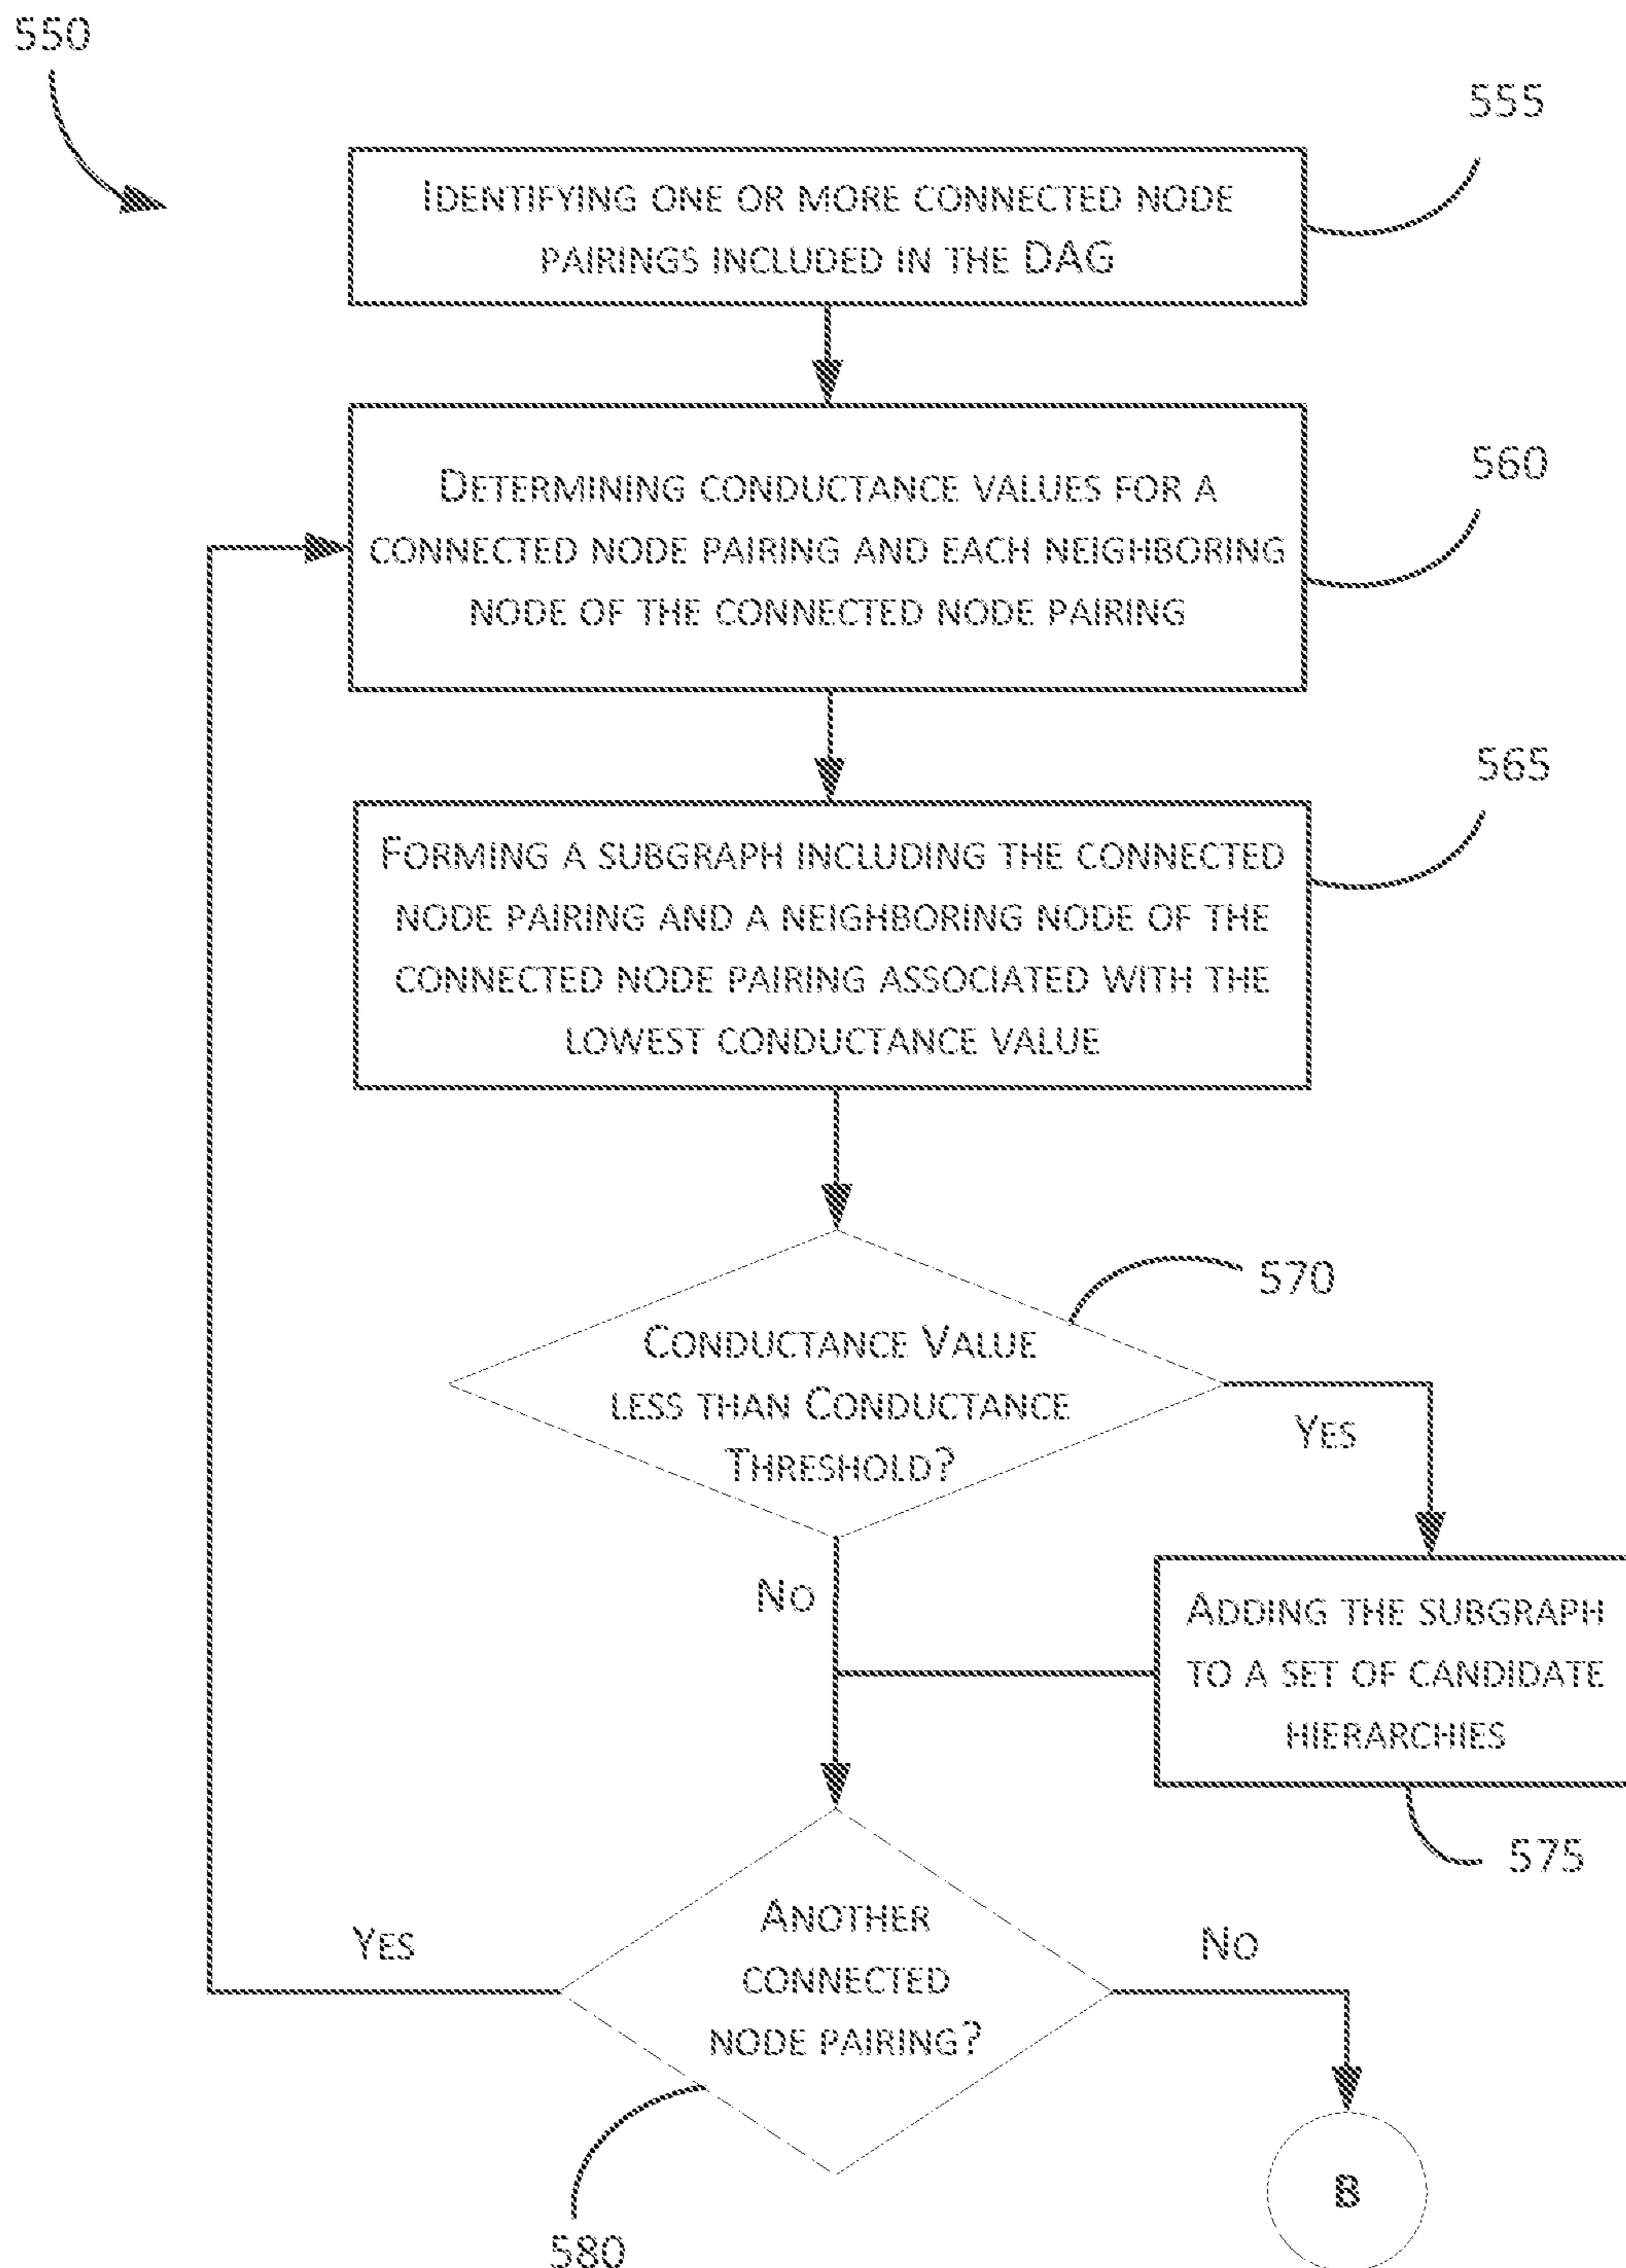 550
555
IDENTIFYING ONE OR MORE CONNECTED NODE
PAIRINGS INCLUDED IN THE DAG
560
DETERMINING CONDUCTANCE VALUES FOR A
CONNECTED NODE PAIRING AND EACH NEIGHBORING
NODE OF THE CONNECTED NODE PAIRING
565
FORMING A SUBGRAPH INCLUDING THE CONNECTED
NODE PAIRING AND A NEIGHBORING NODE OF THE
CONNECTED NODE PAIRING ASSOCIATED WITH THE
LOWEST CONDUCTANCE VALUE
570
CONDUCTANCE VALUE
LESS THAN CONDUCTANCE
THRESHOLD?
YES
NO
ADDING THE SUBGRAPH
TO A SET OF CANDIDATE
HIERARCHIES
575
ANOTHER
CONNECTED
NODE PAIRING?
YES
NO
580
B